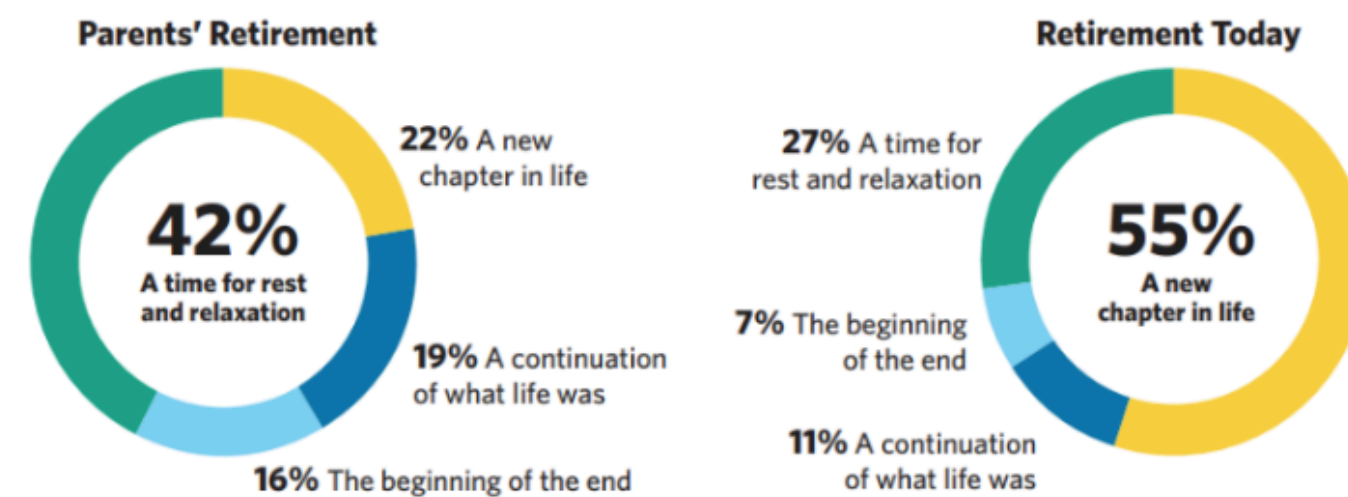 Parents' Retirement
22% A new
chapter in life
42%
A time for rest
and relaxation
19% A continuation
of what life was
16% The beginning of the end
Retirement Today
27% A time for
rest and relaxation
55%
A new
chapter in life
7% The beginning
of the end
11% A continuation
of what life was